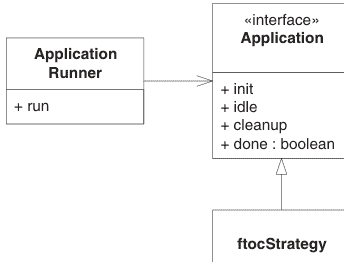 Application
Runner
+ run
«interface»
Application
+ init
+ idle
+ cleanup
+ done : boolean
ftocStrategy